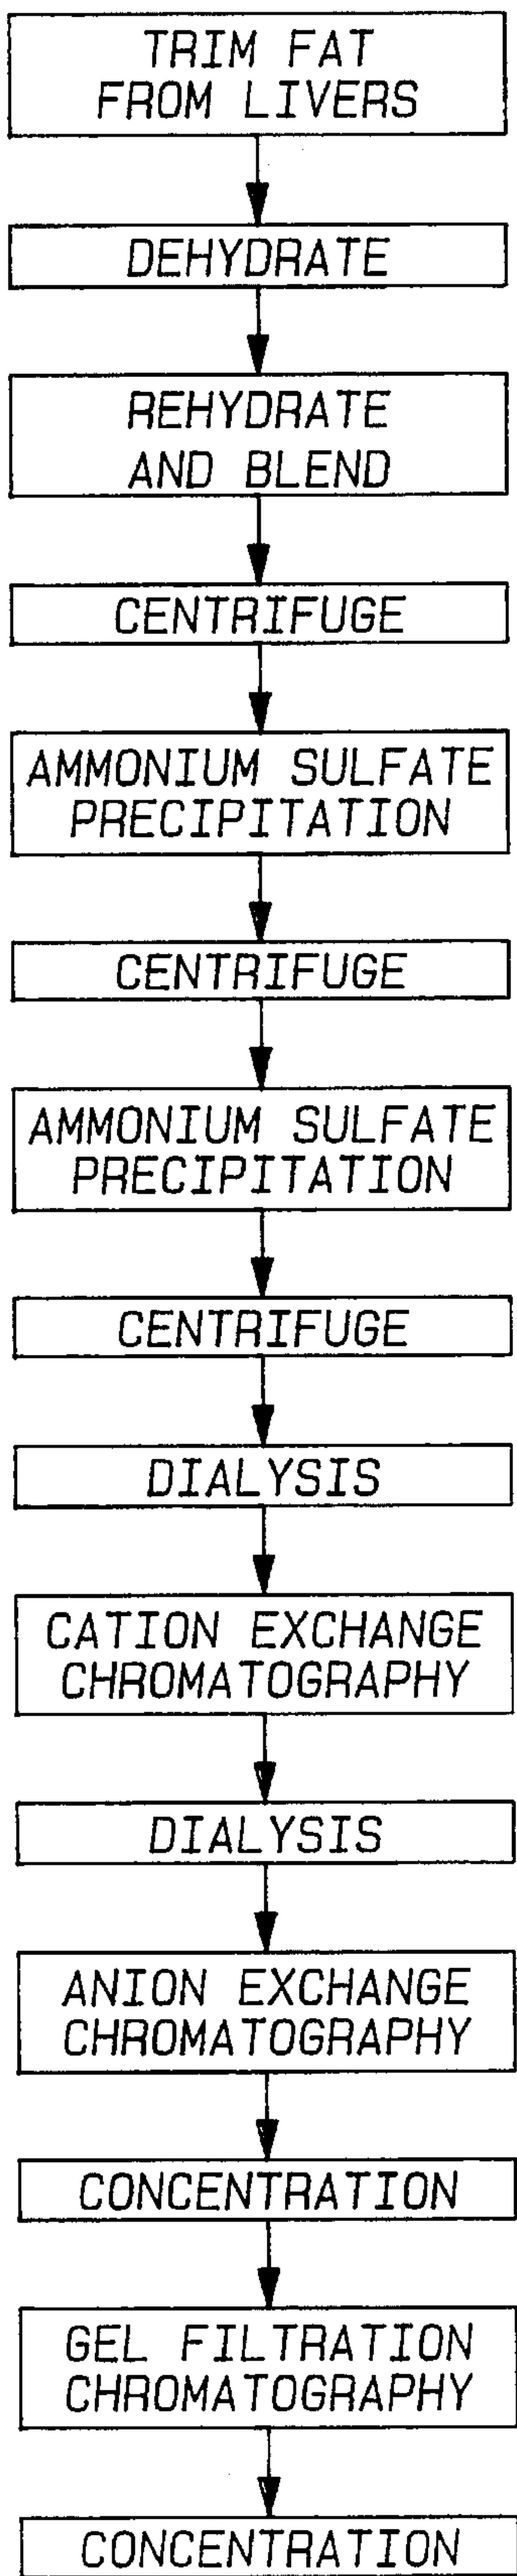 TRIM FAT
FROM LIVERS
DEHYDRATE
REHYDRATE
AND BLEND
CENTRIFUGE
AMMONIUM SULFATE
PRECIPITATION
CENTRIFUGE
AMMONIUM SULFATE
PRECIPITATION
CENTRIFUGE
DIALYSIS
CATION EXCHANGE
CHROMATOGRAPHY
DIALYSIS
ANION EXCHANGE
CHROMATOGRAPHY
CONCENTRATION
GEL FILTRATION
CHROMATOGRAPHY
CONCENTRATION